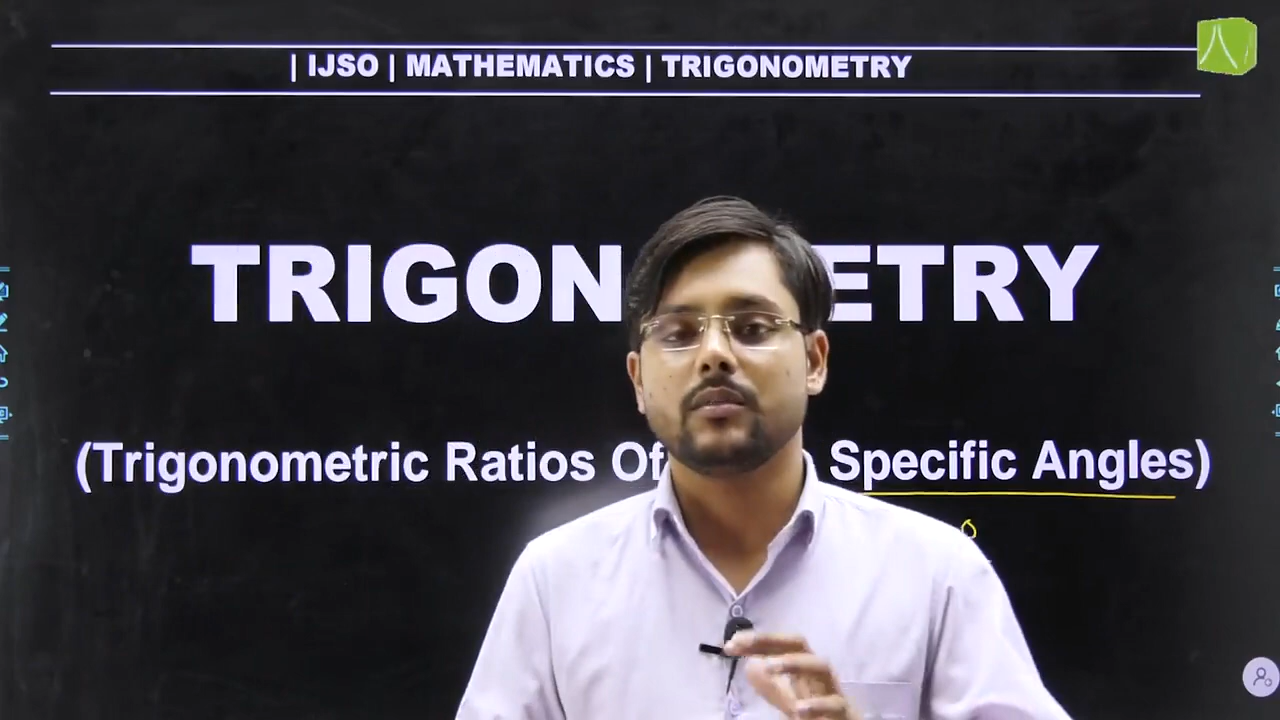 | IJSO | MATHEMATICS | TRIGONOMETRY
TRIGON ETRY
(Trigonometric Ratios Of Specific Angles)